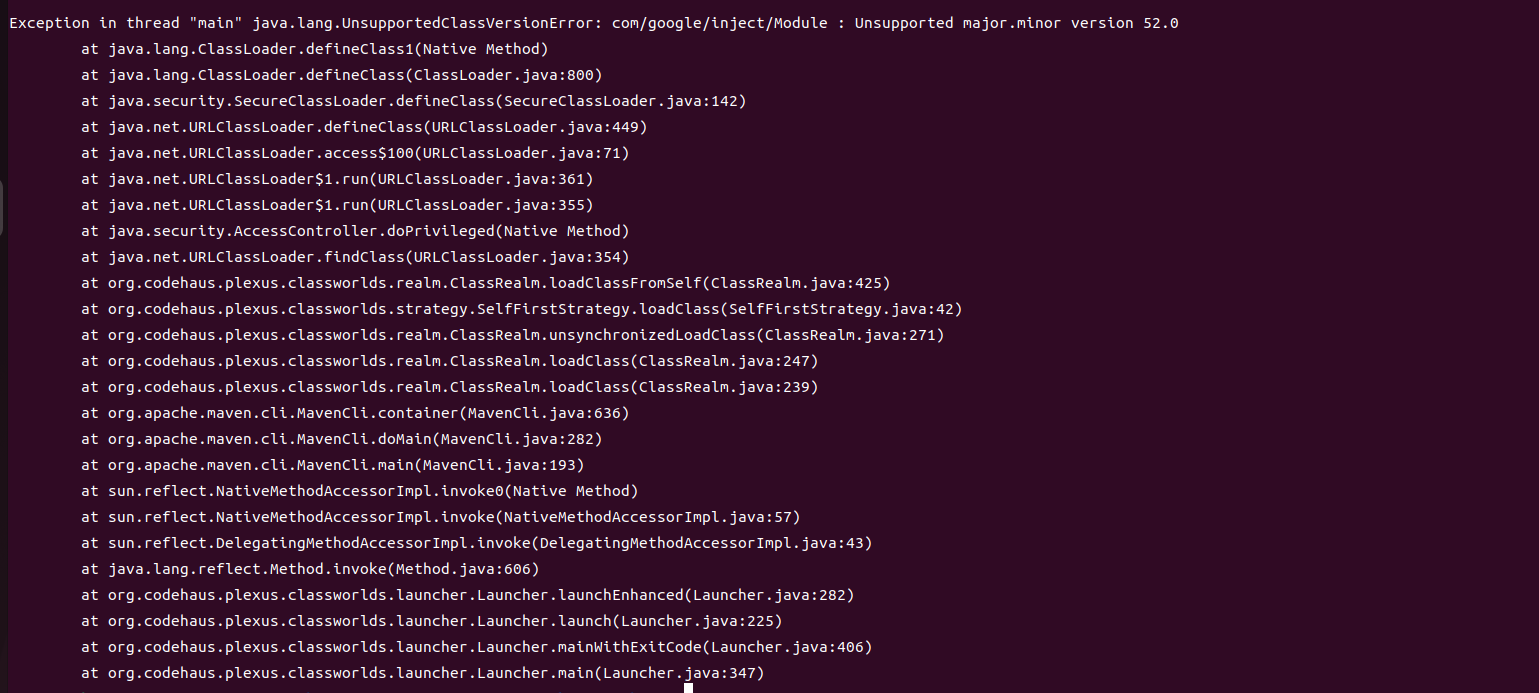 Exception in thread "main" java.lang.UnsupportedClassVersionError: com/google/inject/Module : Unsupported major.minor version 52.0
at java.lang.ClassLoader.defineClass1(Native Method)
at java.lang.ClassLoader.defineClass(ClassLoader.java:800)
at java.security.SecureClassLoader.defineClass(SecureClassLoader.java:142)
at java.net.URLClassLoader.defineClass(URLClassLoader.java:449)
at java.net.URLClassLoader.access$100(URLClassLoader.java:71)
at java.net.URLClassLoader$1.run(URLClassLoader.java:361)
at java.net.URLClassLoader$1.run(URLClassLoader.java:355)
at java.security.AccessController.doPrivileged(Native Method)
at java.net.URLClassLoader.findClass(URLClassLoader.java:354)
at org.codehaus.plexus.classworlds.realm.ClassRealm.loadClassFromSelf(ClassRealm.java:425)
at org.codehaus.plexus.classworlds.strategy.SelfFirstStrategy.loadClass(SelfFirstStrategy.java:42)
at org.codehaus.plexus.classworlds.realm.ClassRealm.unsynchronizedLoadClass(ClassRealm.java:271)
at org.codehaus.plexus.classworlds.realm.ClassRealm.loadClass(ClassRealm.java:247)
at org.codehaus.plexus.classworlds.realm.ClassRealm.loadClass(ClassRealm.java:239)
at org.apache.maven.cli.MavenCli.container(MavenCli.java:636)
at org.apache.maven.cli.MavenCli.doMain(MavenCli.java:282)
at org.apache.maven.cli.MavenCli.main(MavenCli.java:193)
at sun.reflect.NativeMethodAccessorImpl.invoke0(Native Method)
at sun.reflect.NativeMethodAccessorImpl.invoke(NativeMethodAccessorImpl.java:57)
at sun.reflect.DelegatingMethodAccessorImpl.invoke(DelegatingMethodAccessorImpl.java:43)
at java.lang.reflect.Method.invoke(Method.java:606)
at org.codehaus.plexus.classworlds.launcher.Launcher.launchEnhanced(Launcher.java:282)
at org.codehaus.plexus.classworlds.launcher.Launcher.launch(Launcher.java:225)
at org.codehaus.plexus.classworlds.launcher.Launcher.mainWithExitCode(Launcher.java:406)
at org.codehaus.plexus.classworlds.launcher.Launcher.main(Launcher.java:347)